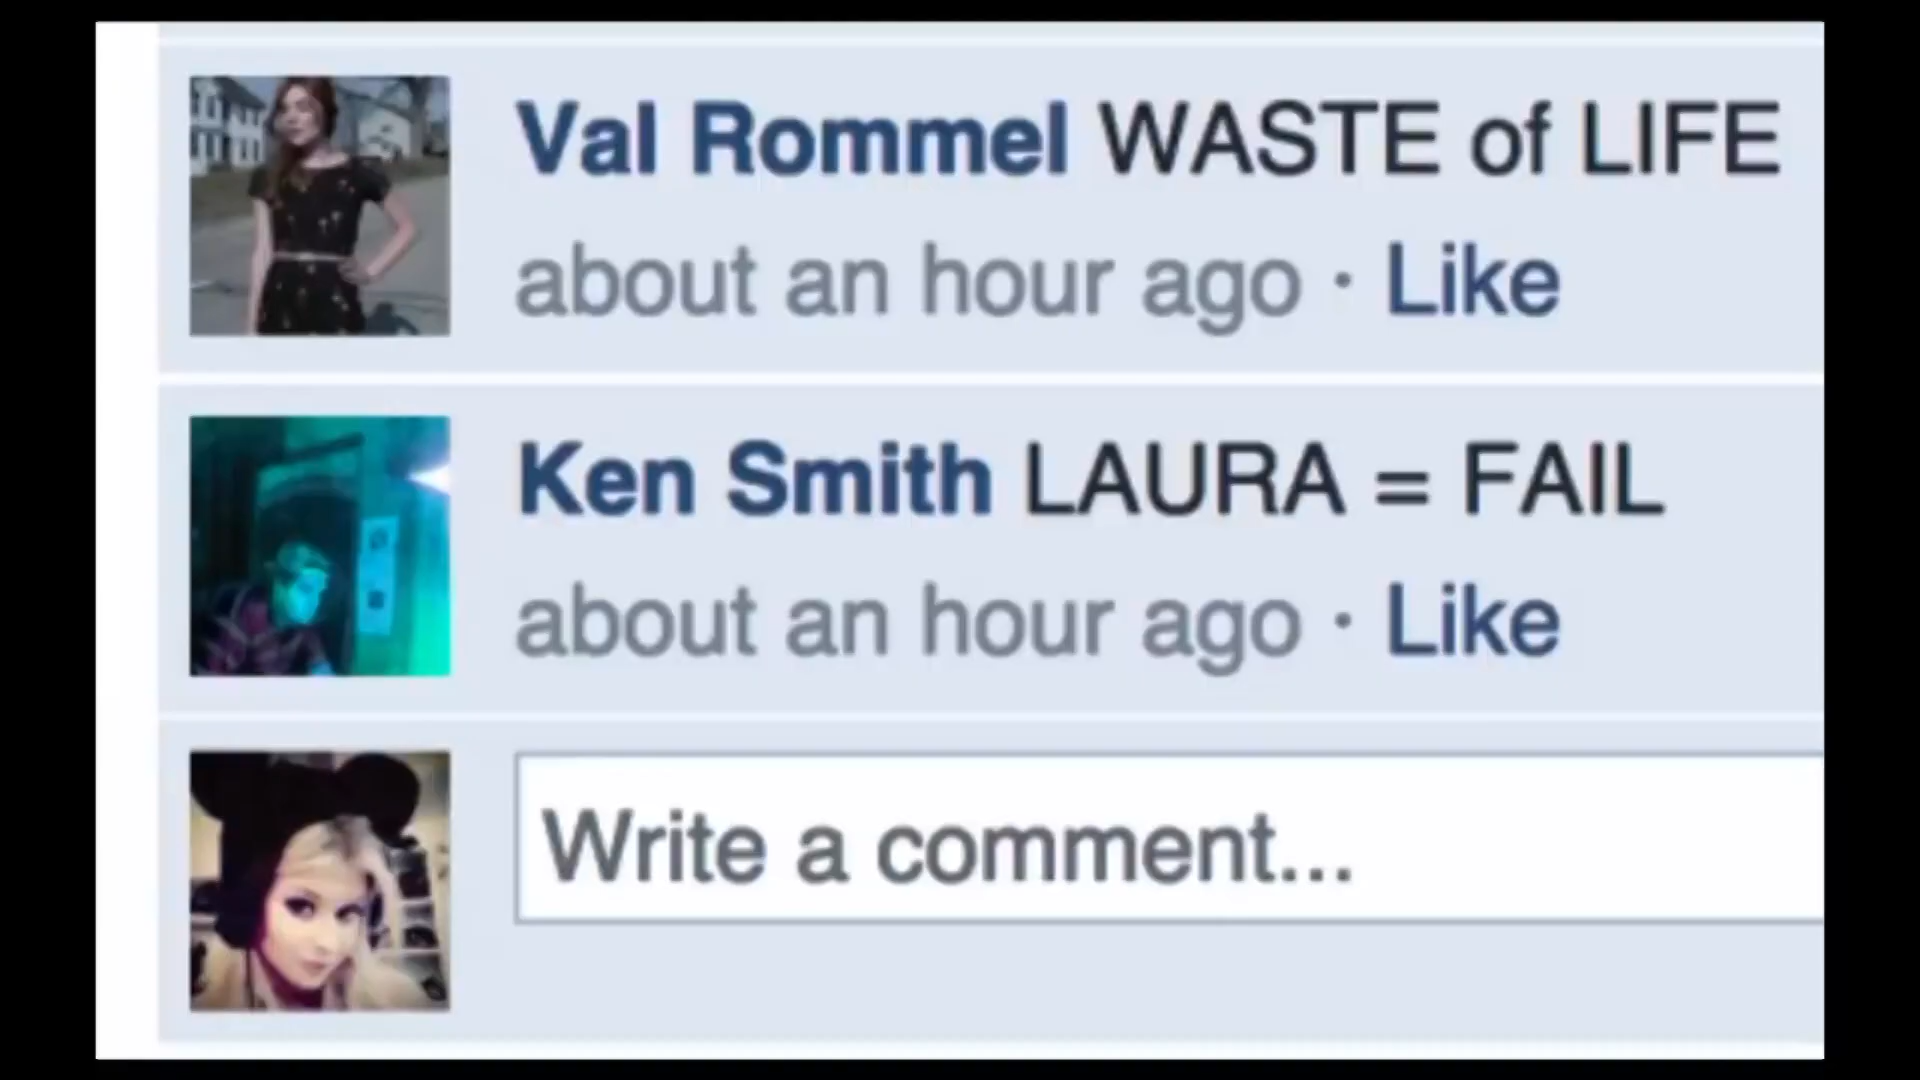 Val Rommel WASTE of LIFE
about an hour ago · Like
Ken Smith LAURA = FAIL
about an hour ago · Like
Write a comment...